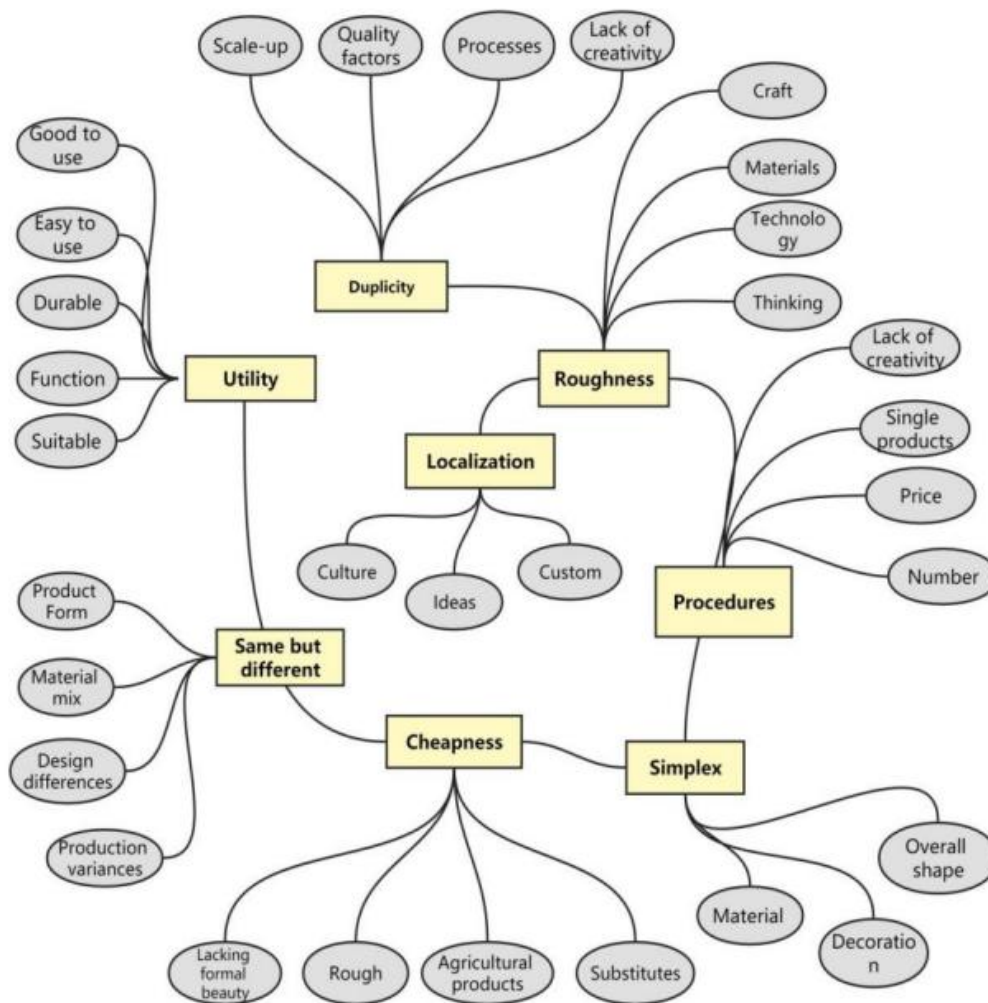 Scale-up
Quality
factors
Processes
Lack of
creativity
Craft
Good to
use
Materials
Easy to
use
Technolo
gy
Duplicity
Durable
Thinking
Lack of
creativity
Utility
Function
Roughness
Suitable
Single
products
Localization
Price
Culture
Ideas
Custom
Number
Procedures
Product
Form
Same but
different
Material
mix
Cheapness
Simplex
Design
differences
Production
variances
Overall
shape
Material
Decoratio
n
Lacking
formal
beauty
Rough
Agricultural
products
Substitutes